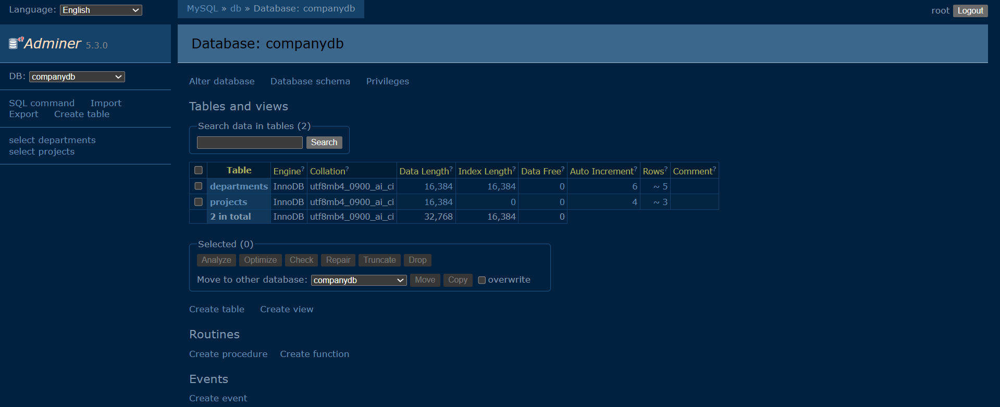 Language: English
MySQL » db » Database: companydb
root Logout
Adminer 5.3.0
Database: companydb
DB: companydb
Alter database Database schema Privileges
SQL command Import
Export Create table
select departments
select projects
Tables and views
Search data in tables (2)
Search
Table Engine? Collation? Data Length? Index Length? Data Free? Auto Increment? Rows? Comment?
departments InnoDB utf8mb4_0900_ai_ci 16,384 16,384 0 6 ~ 5
projects InnoDB utf8mb4_0900_ai_ci 16,384 0 0 4 ~ 3
2 in total InnoDB utf8mb4_0900_ai_ci 32,768 16,384 0
Selected (0)
Analyze Optimize Check Repair Truncate Drop
Move to other database: companydb Move Copy overwrite
Create table Create view
Routines
Create procedure Create function
Events
Create event